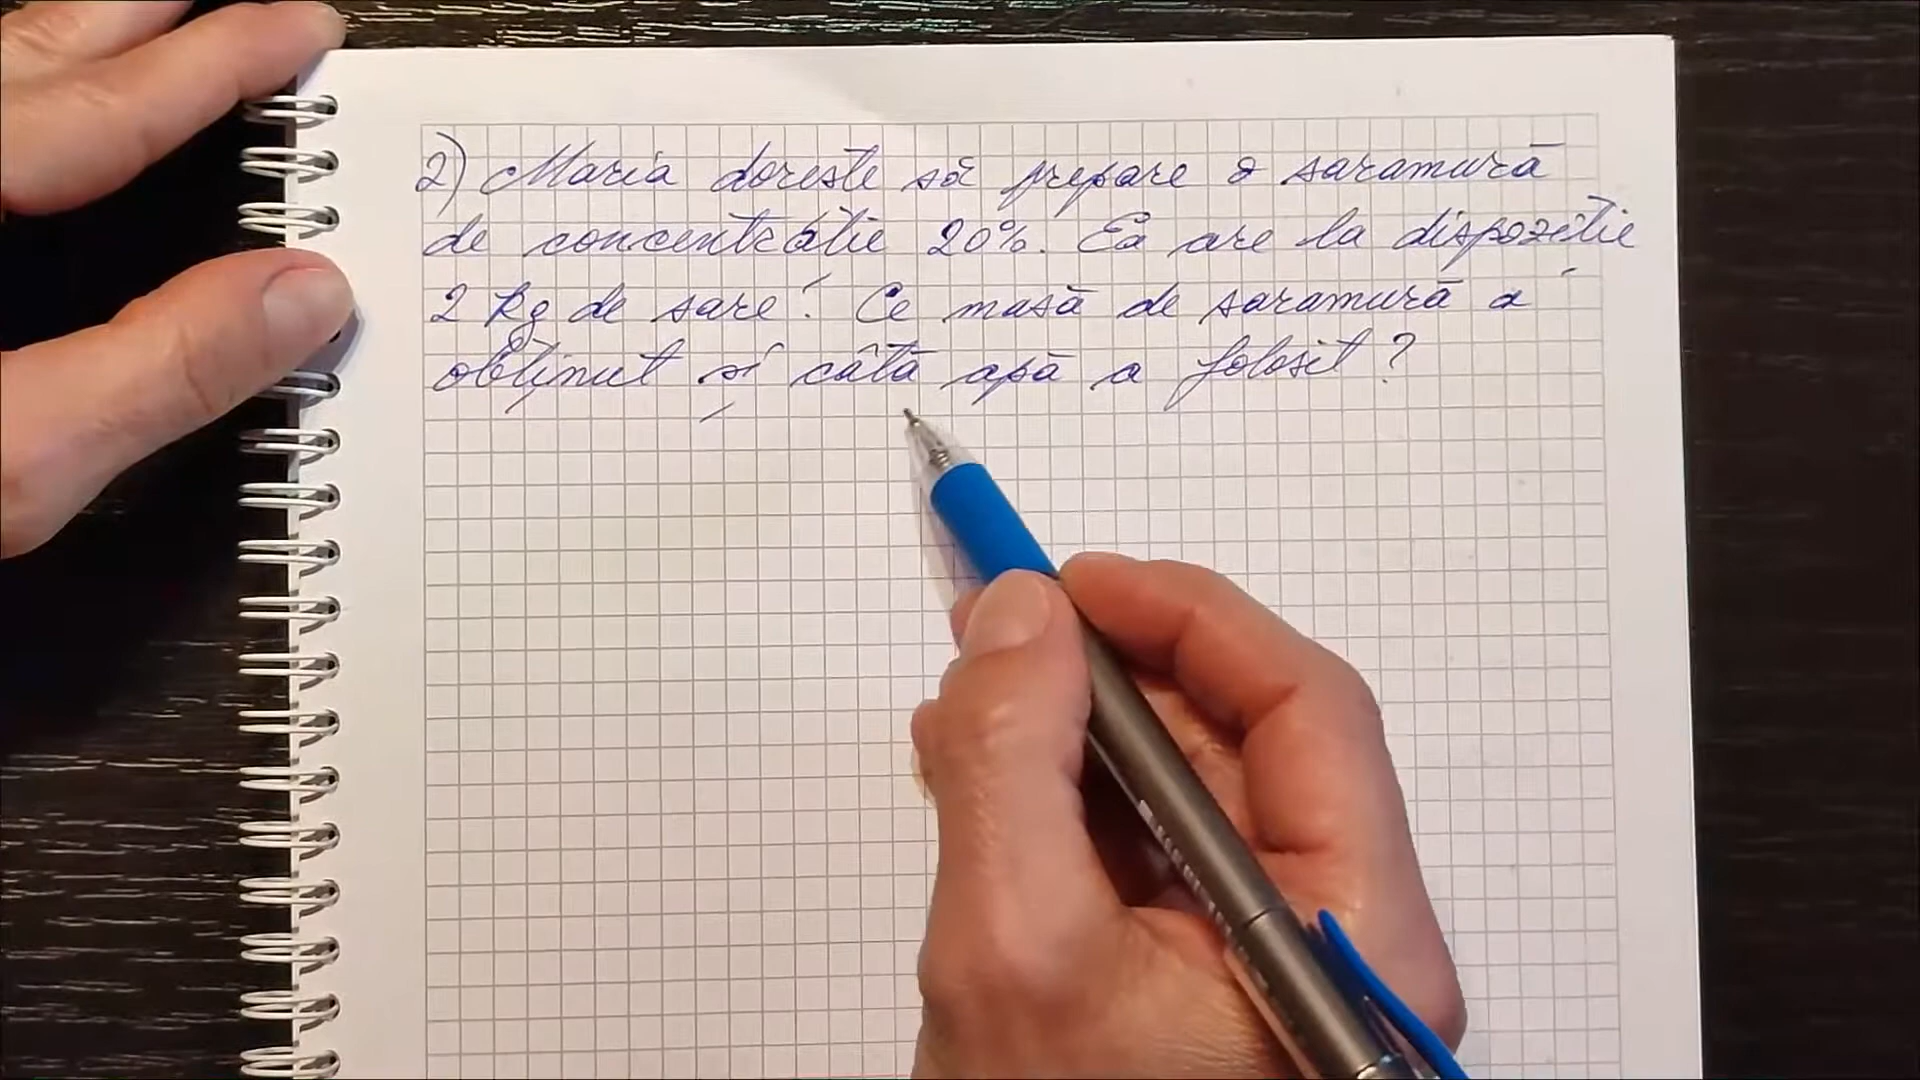 2) Maria dorește să prepare o saramură
de concentrație 20%. Ea are la dispoziție
2 Kg de sare. Ce masă de saramură a
obținut și câtă apă a folosit?